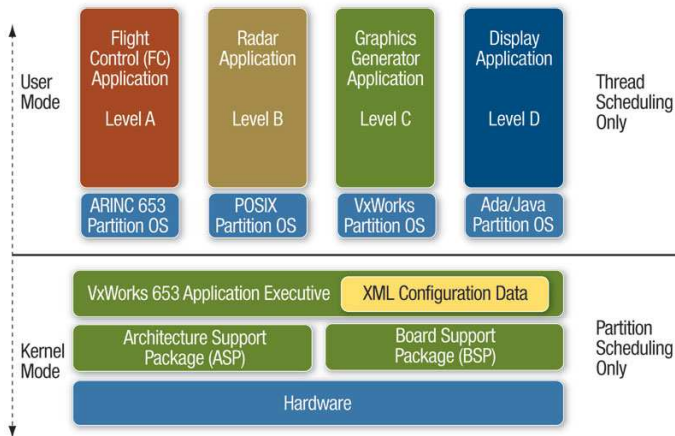 User
Mode
Flight
Control (FC)
Application
Level A
Radar
Application
Level B
Graphics
Generator
Application
Level C
Display
Application
Level D
Thread
Scheduling
Only
ARINC 653
Partition OS
POSIX
Partition OS
VxWorks
Partition OS
Ada/Java
Partition OS
Kernel
Mode
VxWorks 653 Application Executive
XML Configuration Data
Architecture Support
Package (ASP)
Board Support
Package (BSP)
Hardware
Partition
Scheduling
Only